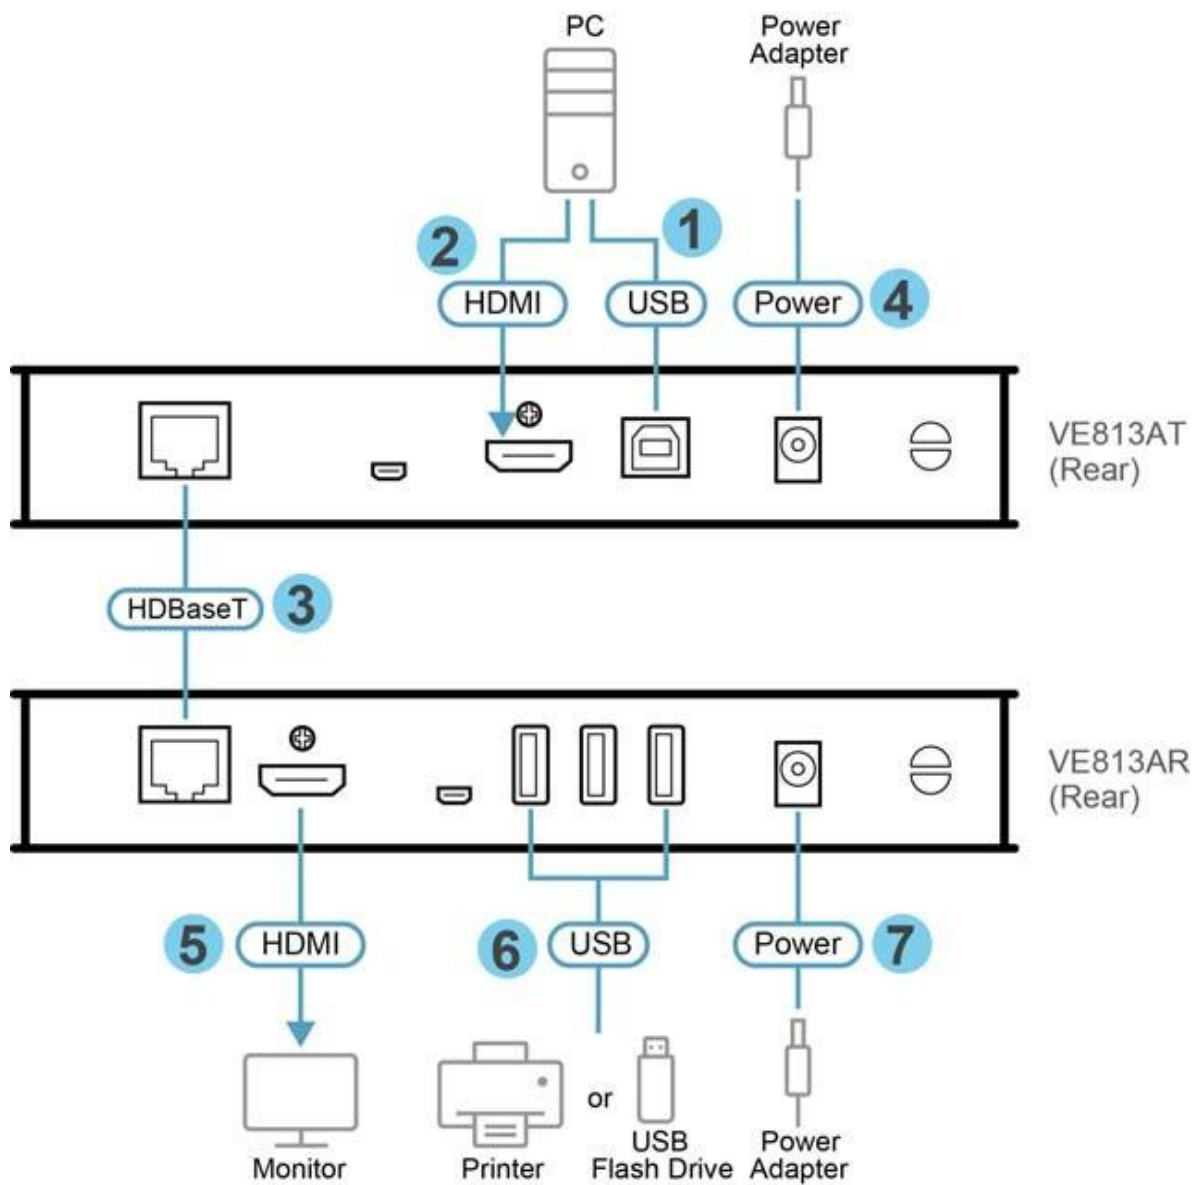 PC
Power
Adapter
2
1
HDMI
USB
Power
4
VE813AT
(Rear)
HDBaseT
3
VE813AR
(Rear)
5
HDMI
6
USB
Power
7
or
Monitor
Printer
USB
Flash Drive
Power
Adapter